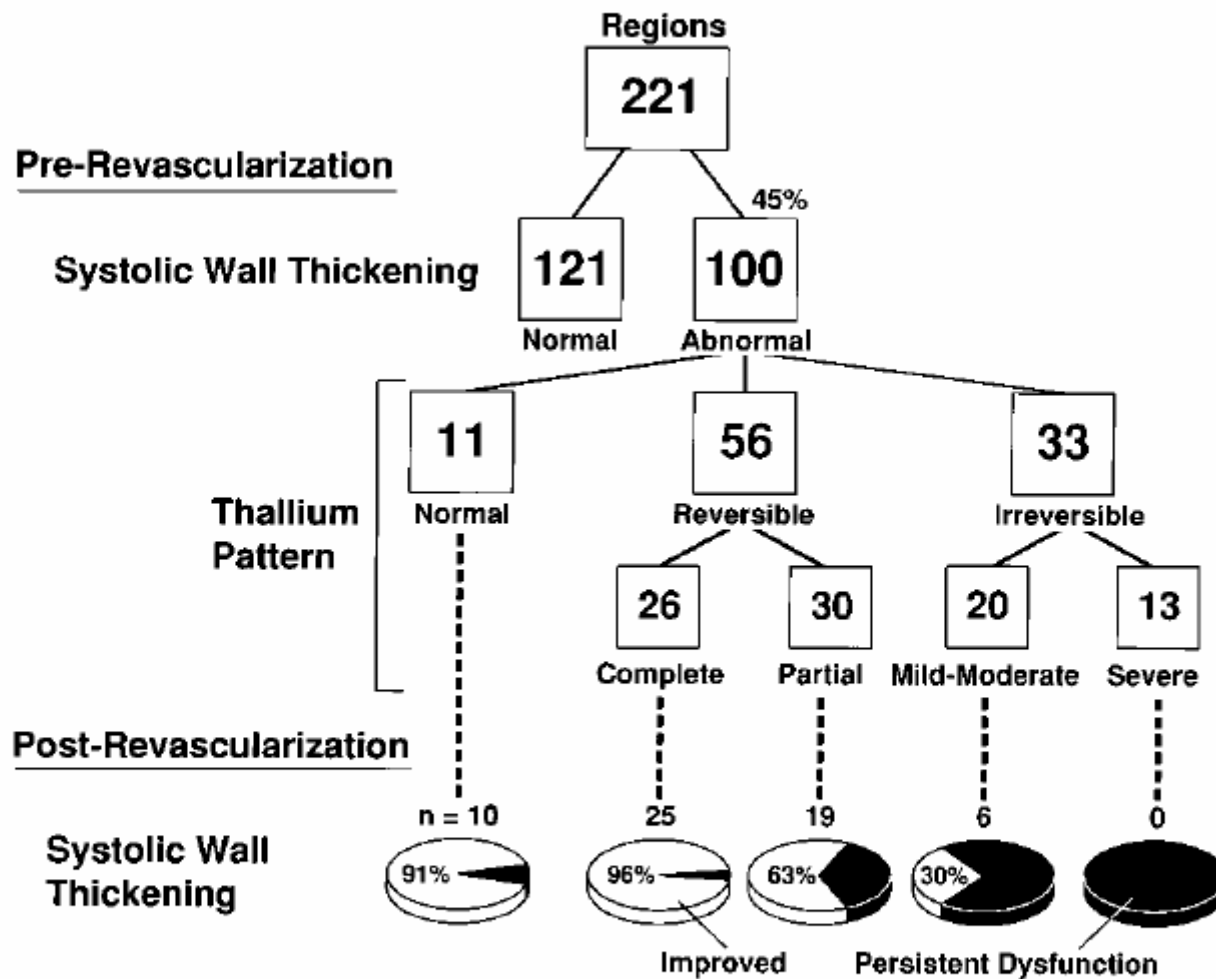 Regions
221
Pre-Revascularization
45%
Systolic Wall Thickening
121
100
Normal
Abnormal
11
56
33
Thallium
Pattern
Normal
Reversible
Irreversible
26
30
20
13
Complete
Partial
Mild-Moderate
Severe
Post-Revascularization
n = 10
25
19
6
0
Systolic Wall
Thickening
91%
96%
63%
30%
Improved
Persistent Dysfunction